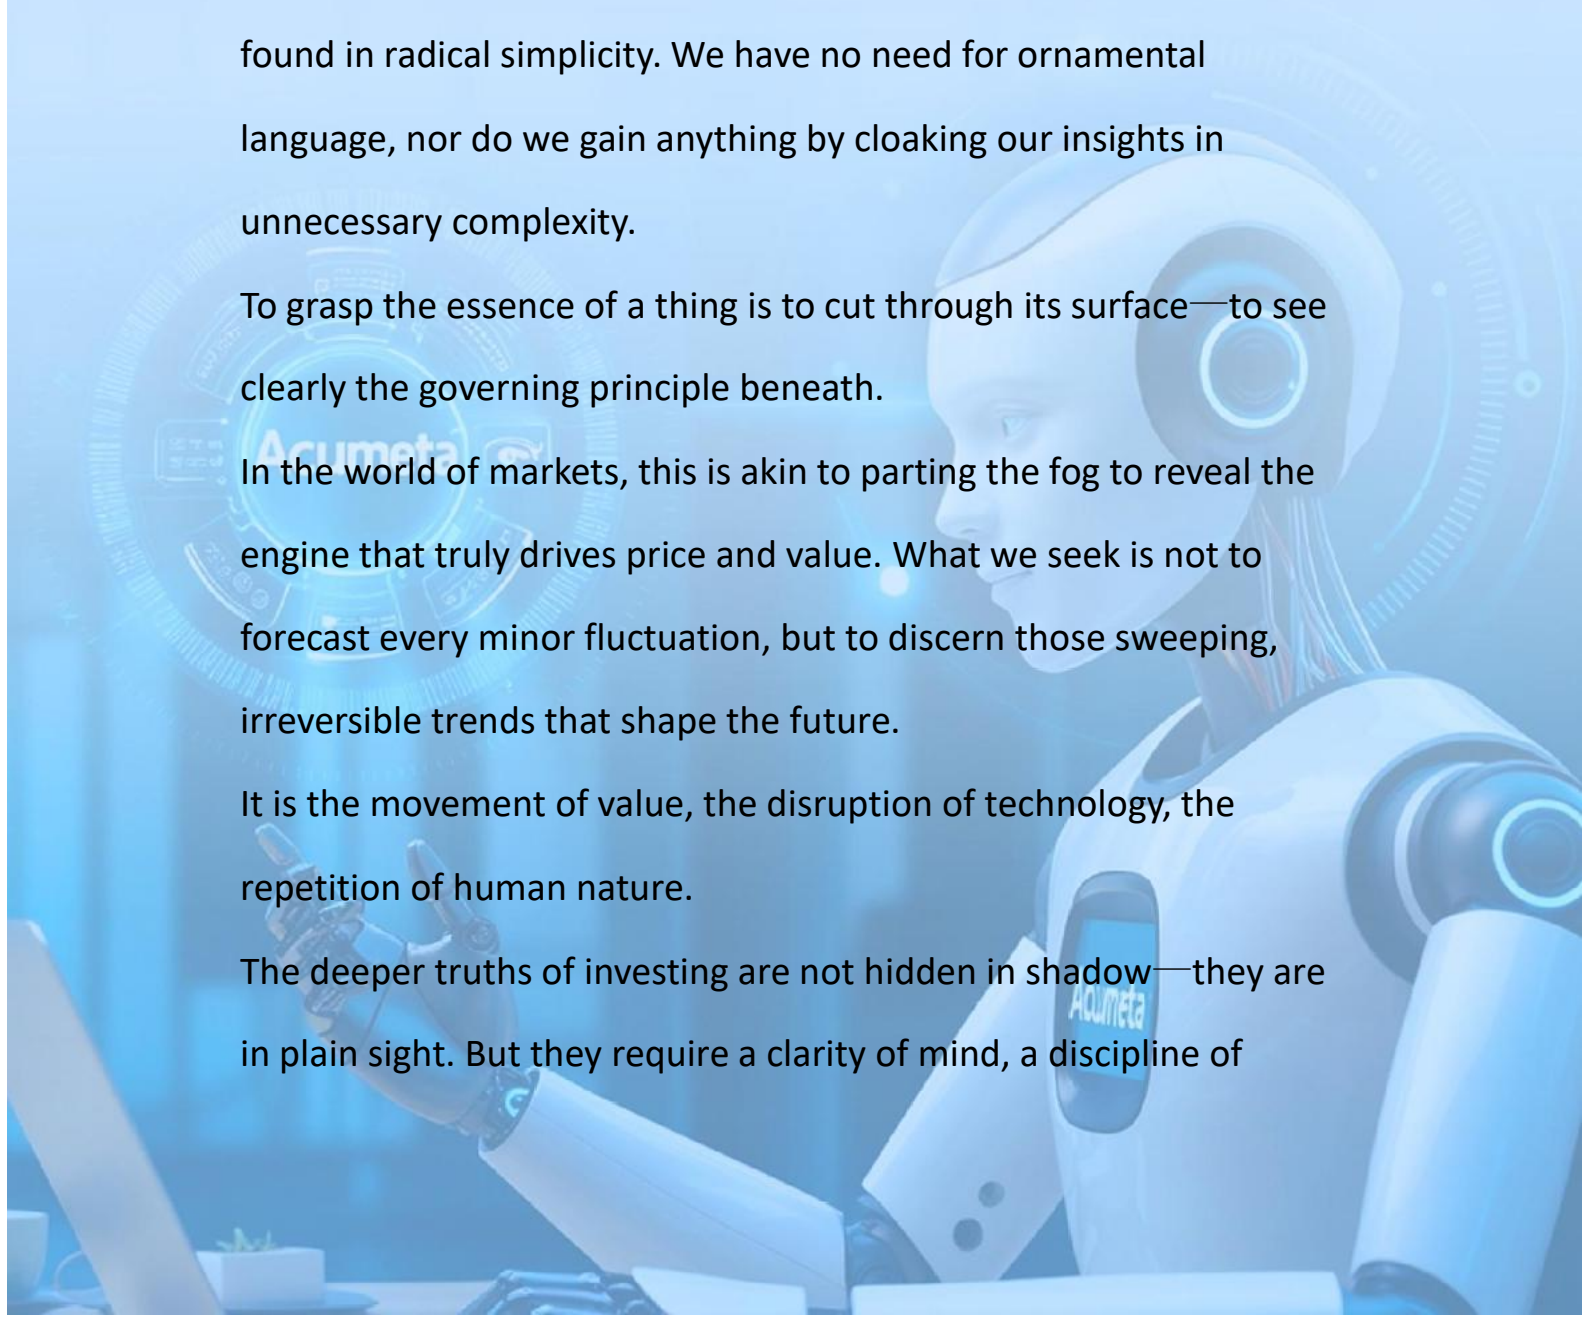 found in radical simplicity. We have no need for ornamental
language, nor do we gain anything by cloaking our insights in
unnecessary complexity.
To grasp the essence of a thing is to cut through its surface—to see
clearly the governing principle beneath.
Acumeta
In the world of markets, this is akin to parting the fog to reveal the
engine that truly drives price and value. What we seek is not to
forecast every minor fluctuation, but to discern those sweeping,
irreversible trends that shape the future.
It is the movement of value, the disruption of technology, the
repetition of human nature.
The deeper truths of investing are not hidden in shadow—they are
Acumeta
in plain sight. But they require a clarity of mind, a discipline of